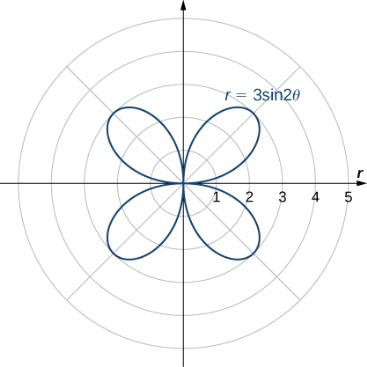 r = 3sin2θ
r
1 2 3 4 5